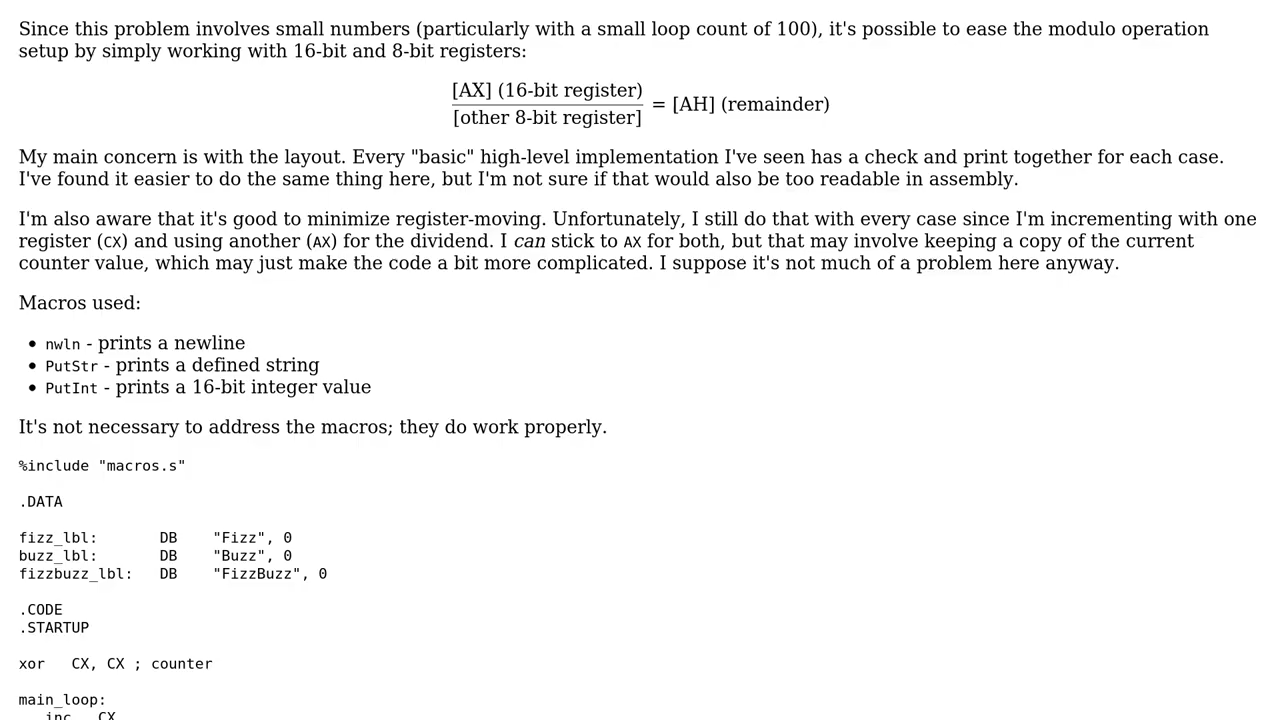 Since this problem involves small numbers (particularly with a small loop count of 100), it's possible to ease the modulo operation
setup by simply working with 16-bit and 8-bit registers:
[AX] (16-bit register)
[other 8-bit register]
= [AH] (remainder)
My main concern is with the layout. Every "basic" high-level implementation I've seen has a check and print together for each case.
I've found it easier to do the same thing here, but I'm not sure if that would also be too readable in assembly.
I'm also aware that it's good to minimize register-moving. Unfortunately, I still do that with every case since I'm incrementing with one
register (CX) and using another (AX) for the dividend. I can stick to AX for both, but that may involve keeping a copy of the current
counter value, which may just make the code a bit more complicated. I suppose it's not much of a problem here anyway.
Macros used:
• nwln - prints a newline
• PutStr - prints a defined string
• PutInt - prints a 16-bit integer value
It's not necessary to address the macros; they do work properly.
%include "macros.s"
.DATA
fizz_lbl:       DB    "Fizz", 0
buzz_lbl:       DB    "Buzz", 0
fizzbuzz_lbl:   DB    "FizzBuzz", 0
.CODE
.STARTUP
xor   CX, CX ; counter
main_loop:
   inc   CX